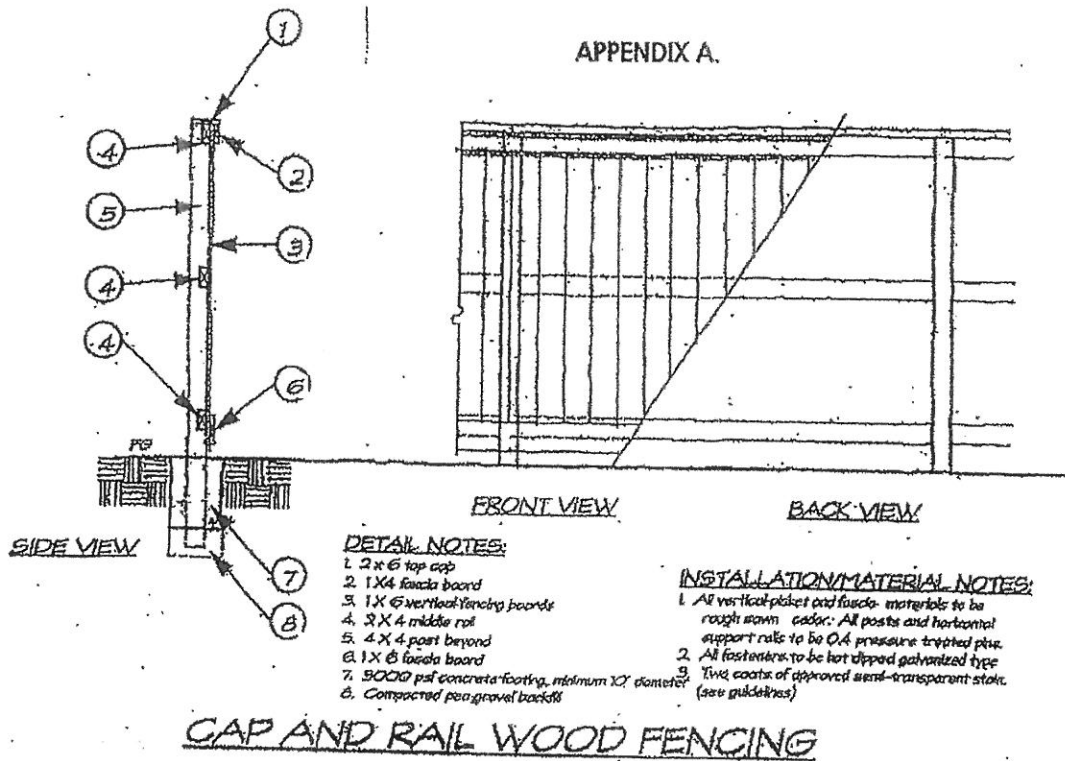 APPENDIX A.
1
4
2
5
3
4
4
6
FG
7
8
SIDE VIEW
FRONT VIEW
BACK VIEW
DETAIL NOTES:
1. 2 x 6 top cap
2. 1X4 fascia board
3. 1 X 6 vertical fencing boards
4. 2 X 4 middle rail
5. 4 X 4 post beyond
6. 1 X 6 fascia board
7. 3000 psi concrete footing, minimum 10" diameter
8. Compacted pea-gravel backfill
INSTALLATION/MATERIAL NOTES:
1. All vertical picket and fascia materials to be
rough sawn cedar. All posts and horizontal
support rails to be 0.4 pressure treated pine
2. All fasteners to be hot dipped galvanized type
3. Two coats of approved semi-transparent stain.
(see guidelines)
CAP AND RAIL WOOD FENCING